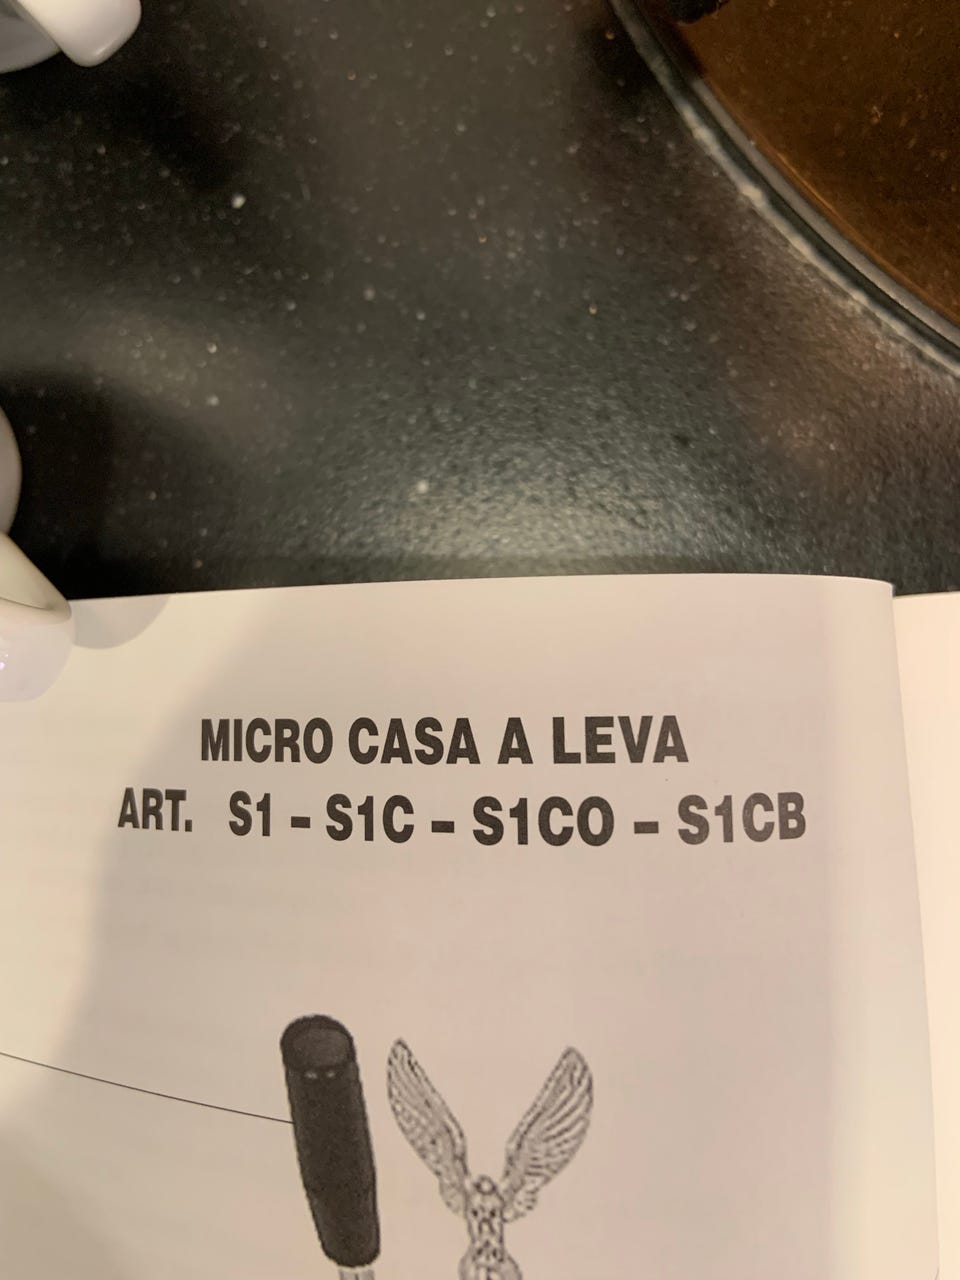 MICRO CASA A LEVA
ART. S1 - S1C - S1CO - S1CB